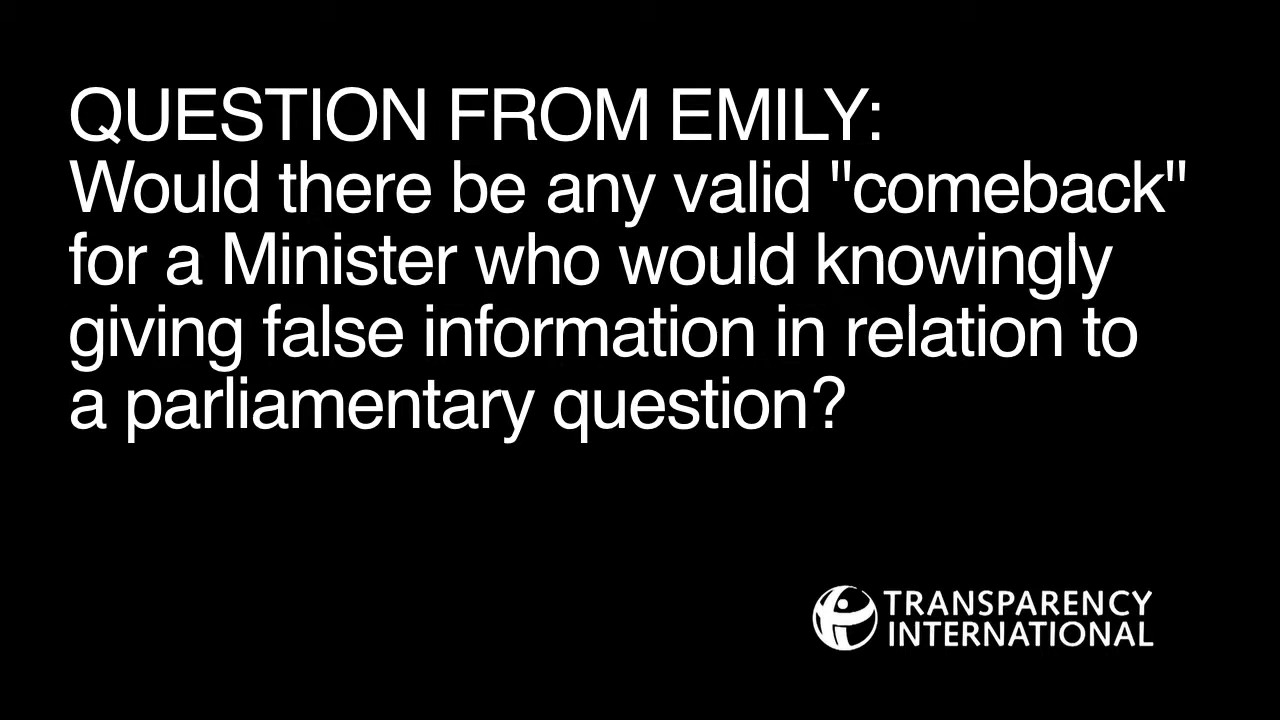 QUESTION FROM EMILY:
Would there be any valid "comeback"
for a Minister who would knowingly
giving false information in relation to
a parliamentary question?
TRANSPARENCY
INTERNATIONAL